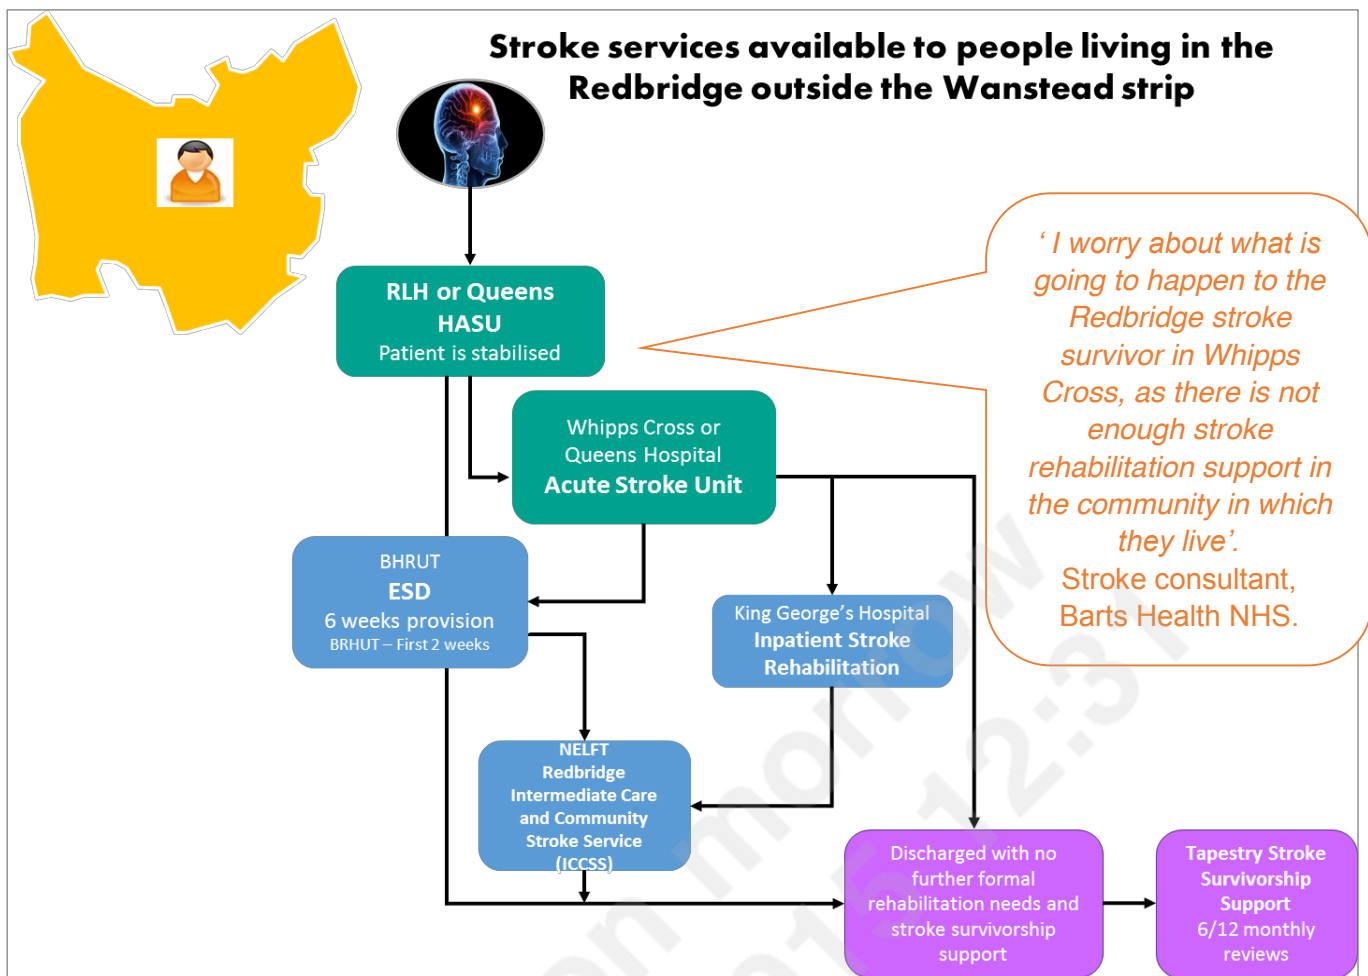 Stroke services available to people living in the
Redbridge outside the Wanstead strip
RLH or Queens
HASU
Patient is stabilised
Whipps Cross or
Queens Hospital
Acute Stroke Unit
BHRUT
ESD
6 weeks provision
BRHUT – First 2 weeks
King George's Hospital
Inpatient Stroke
Rehabilitation
NELFT
Redbridge
Intermediate Care
and Community
Stroke Service
(ICCSS)
Discharged with no
further formal
rehabilitation needs and
stroke survivorship
support
Tapestry Stroke
Survivorship
Support
6/12 monthly
reviews
‘ I worry about what is
going to happen to the
Redbridge stroke
survivor in Whipps
Cross, as there is not
enough stroke
rehabilitation support in
the community in which
they live’.
Stroke consultant,
Barts Health NHS.
on morrow
015 12:31